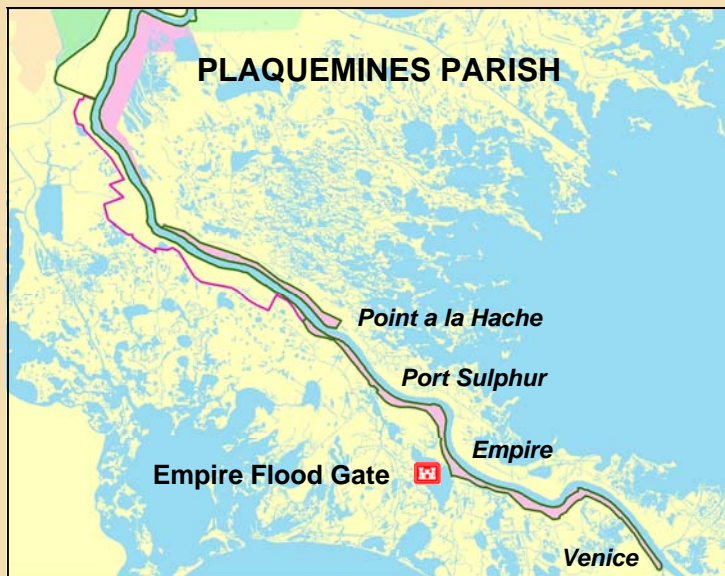 PLAQUEMINES PARISH
Point a la Hache
Port Sulphur
Empire
Empire Flood Gate
Venice